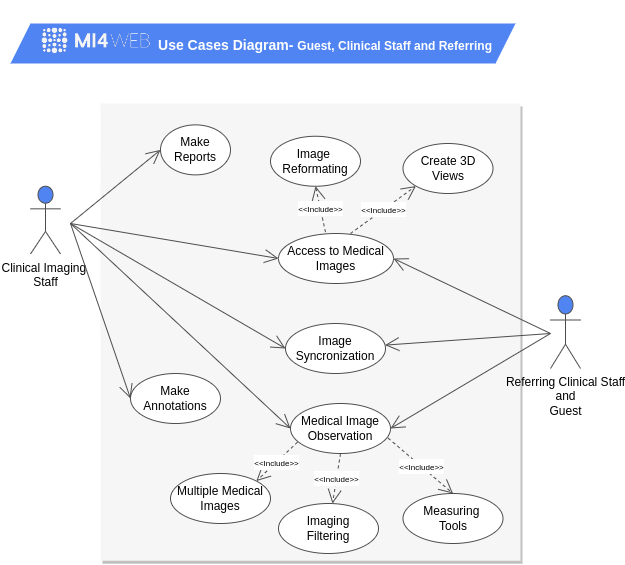 MI4WEB Use Cases Diagram- Guest, Clinical Staff and Referring
Make
Reports
Image
Reformating
Create 3D
Views
<<Include>>
<<Include>>
Clinical Imaging
Staff
Access to Medical
Images
Image
Syncronization
Referring Clinical Staff
and
Guest
Make
Annotations
Medical Image
Observation
<<Include>>
<<Include>>
<<Include>>
Multiple Medical
Images
Imaging
Filtering
Measuring
Tools